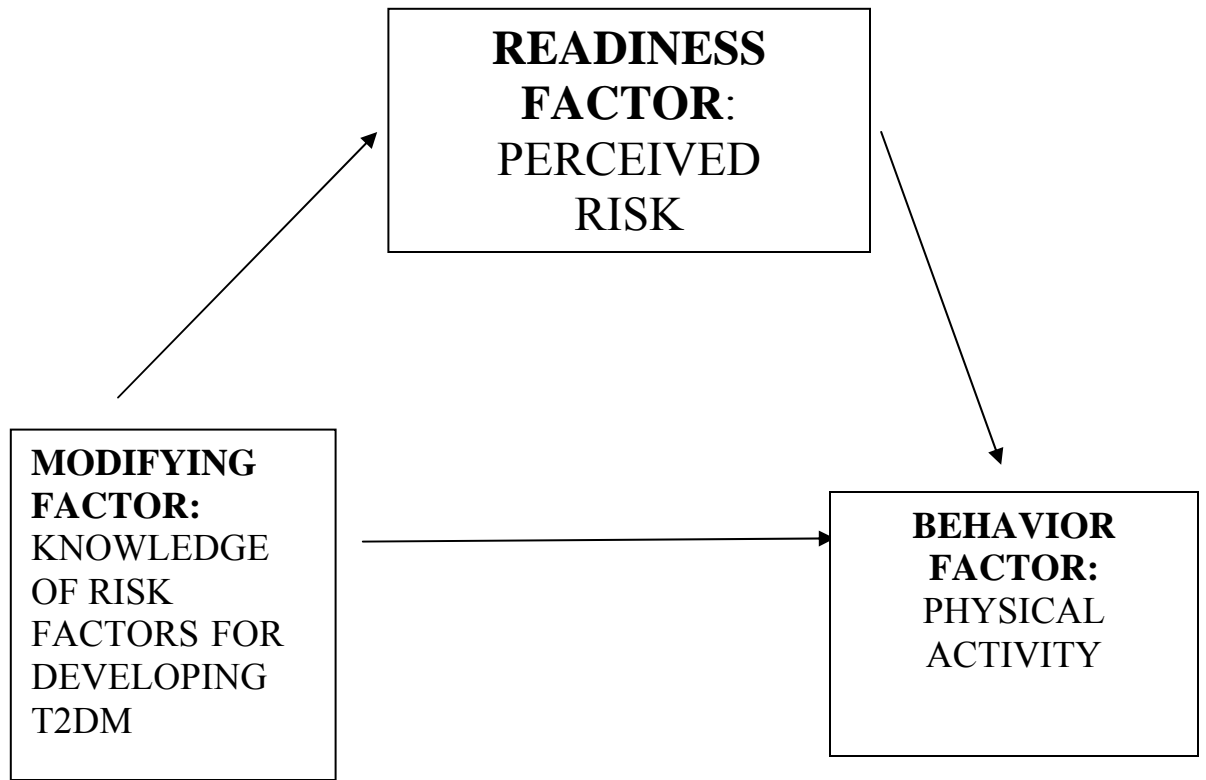 READINESS
FACTOR:
PERCEIVED
RISK
MODIFYING
FACTOR:
KNOWLEDGE
OF RISK
FACTORS FOR
DEVELOPING
T2DM
BEHAVIOR
FACTOR:
PHYSICAL
ACTIVITY